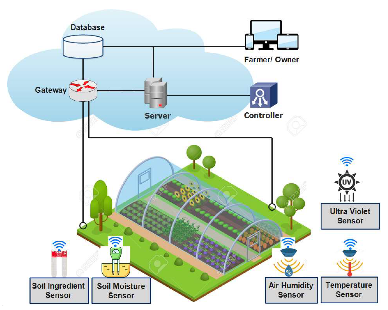 Database
Farmer/ Owner
Gateway
Server
Controller
UV
Ultra Violet
Sensor
Soil Ingredient
Sensor
Soil Moisture
Sensor
Air Humidity
Sensor
Temperature
Sensor